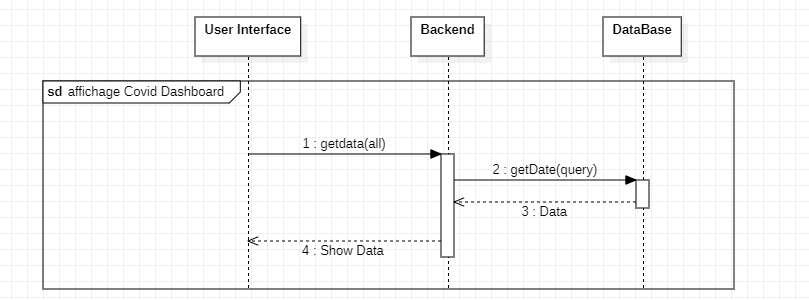 User Interface
Backend
DataBase
sd affichage Covid Dashboard
1 : getdata(all)
2 : getDate(query)
3 : Data
4 : Show Data